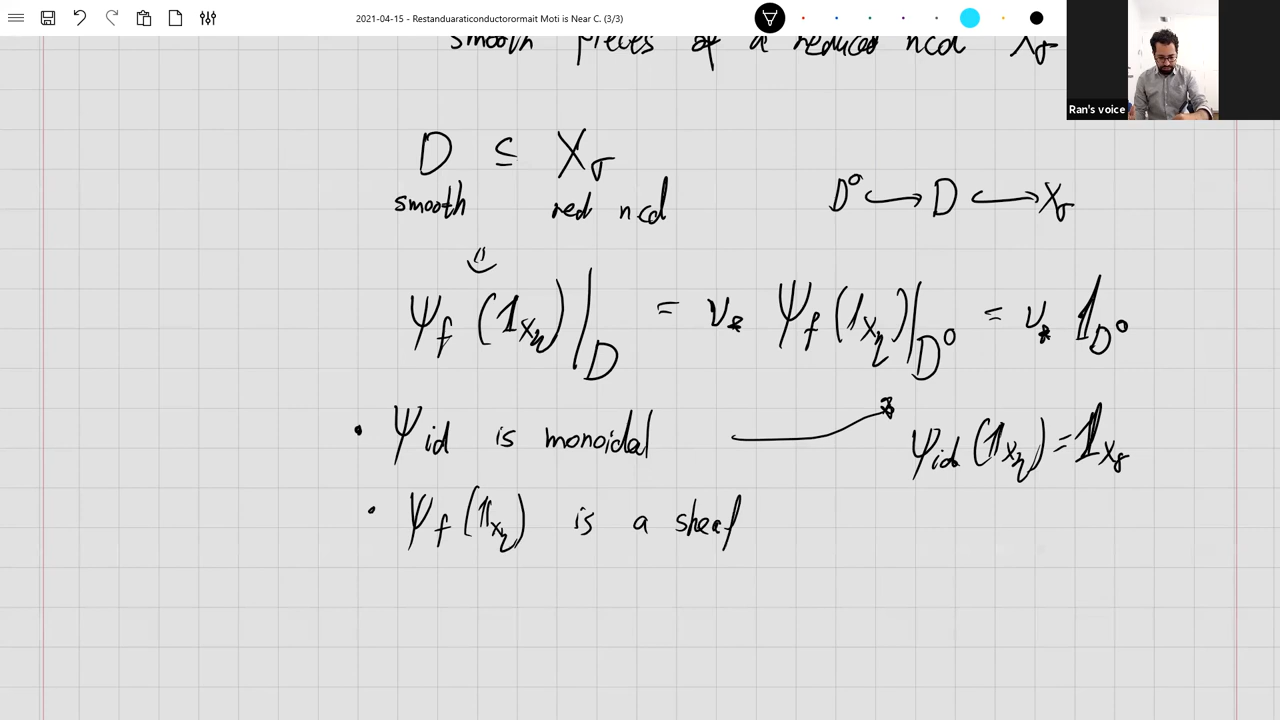 2021-04-15 - Restanduaraticonductorormait Moti is Near C. (3/3)
Ran's voice
smooth pieces of a reduced ncd X_σ
D ⊆ X_σ
smooth red ncd
D° ↪ D ↪ X_σ
Ψ_f (𝟙_{X_η})|_D = ν_* Ψ_f (𝟙_{X_η})|_{D°} = ν_* 𝟙_{D°}
• Ψ_id is monoidal → Ψ_id (𝟙_{X_η}) = 𝟙_{X_σ}
• Ψ_f (𝟙_{X_η}) is a sheaf